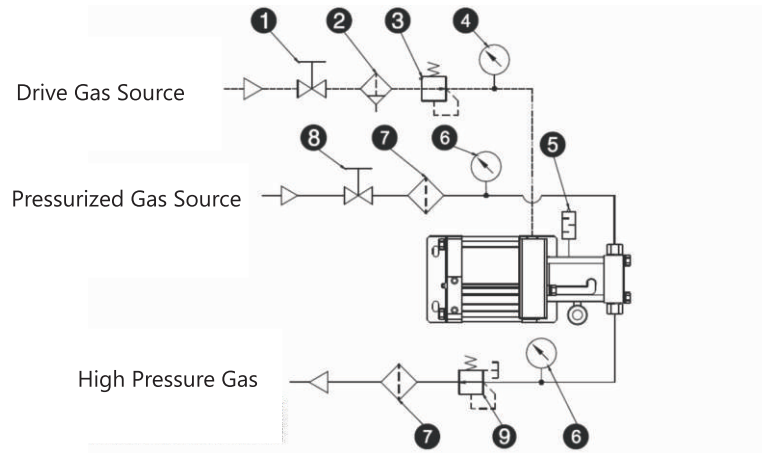 1 2 3 4
Drive Gas Source
8 7 6 5
Pressurized Gas Source
High Pressure Gas
7 9 6